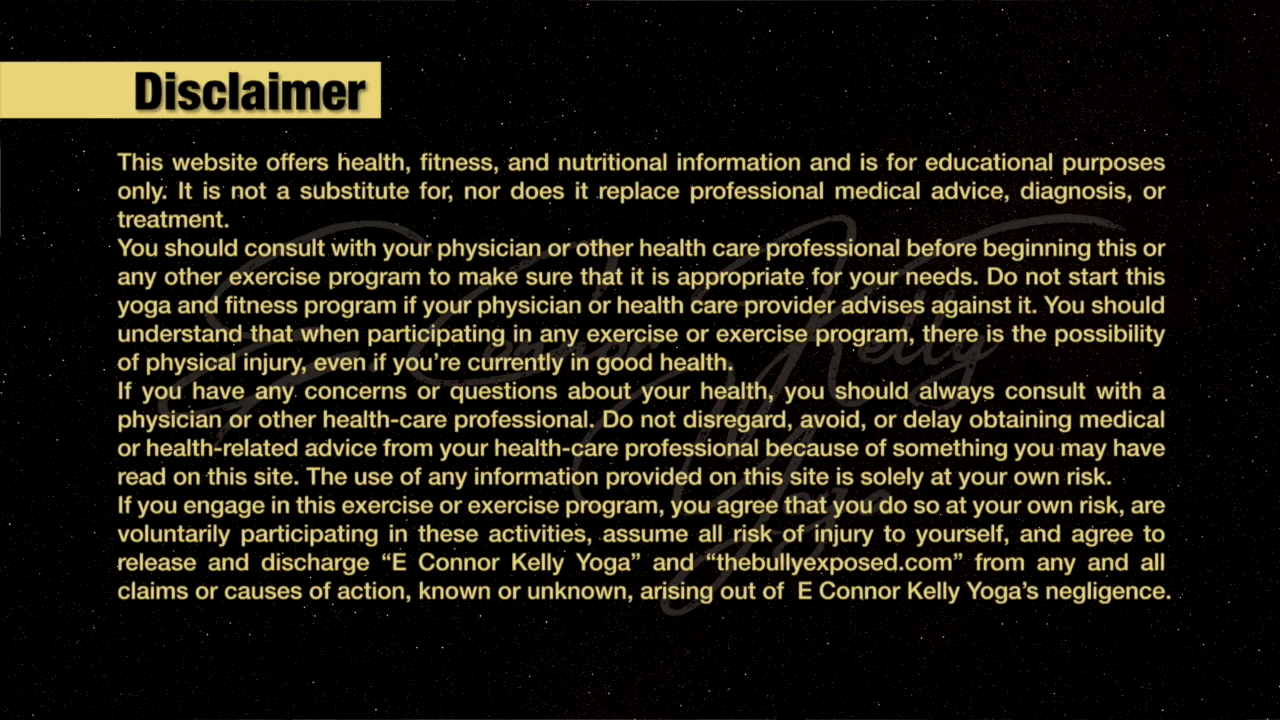 Disclaimer
This website offers health, fitness, and nutritional information and is for educational purposes
only. It is not a substitute for, nor does it replace professional medical advice, diagnosis, or
treatment.
You should consult with your physician or other health care professional before beginning this or
any other exercise program to make sure that it is appropriate for your needs. Do not start this
yoga and fitness program if your physician or health care provider advises against it. You should
understand that when participating in any exercise or exercise program, there is the possibility
of physical injury, even if you’re currently in good health.
If you have any concerns or questions about your health, you should always consult with a
physician or other health-care professional. Do not disregard, avoid, or delay obtaining medical
or health-related advice from your health-care professional because of something you may have
read on this site. The use of any information provided on this site is solely at your own risk.
If you engage in this exercise or exercise program, you agree that you do so at your own risk, are
voluntarily participating in these activities, assume all risk of injury to yourself, and agree to
release and discharge “E Connor Kelly Yoga” and “thebullyexposed.com” from any and all
claims or causes of action, known or unknown, arising out of E Connor Kelly Yoga’s negligence.
E. Connor Kelly
Yoga